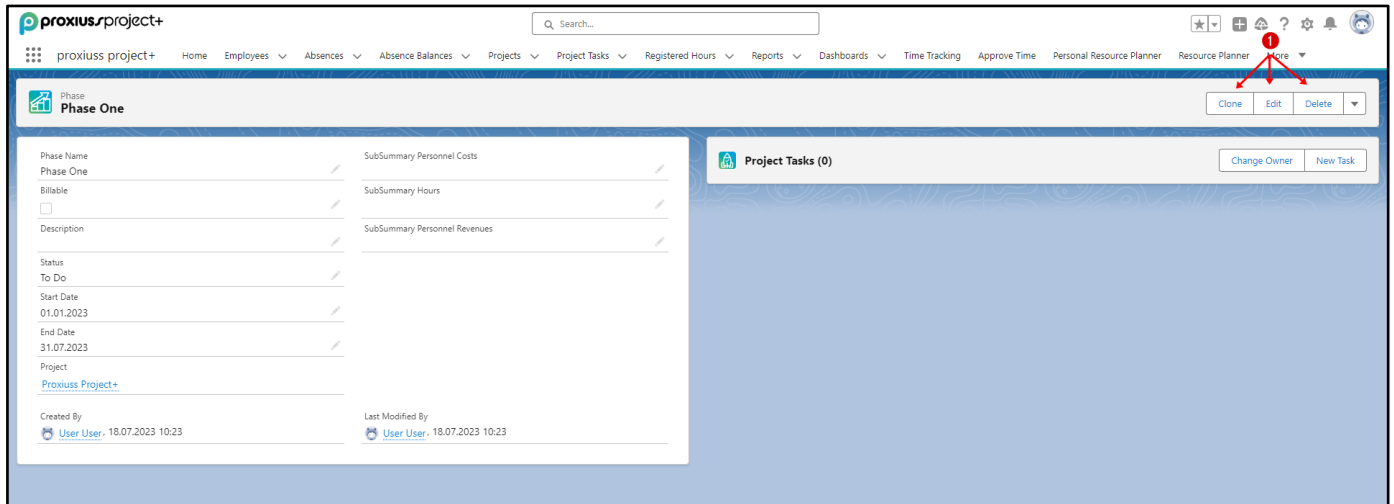 proxius project+
Search...
1
proxiuss project+ Home Employees Absences Absence Balances Projects Project Tasks Registered Hours Reports Dashboards Time Tracking Approve Time Personal Resource Planner Resource Planner More
Phase
Phase One
Clone Edit Delete
Phase Name
Phase One
SubSummary Personnel Costs
Billable
SubSummary Hours
Description
SubSummary Personnel Revenues
Status
To Do
Start Date
01.01.2023
End Date
31.07.2023
Project
Proxiuss Project+
Created By
User User, 18.07.2023 10:23
Last Modified By
User User, 18.07.2023 10:23
Project Tasks (0)
Change Owner New Task